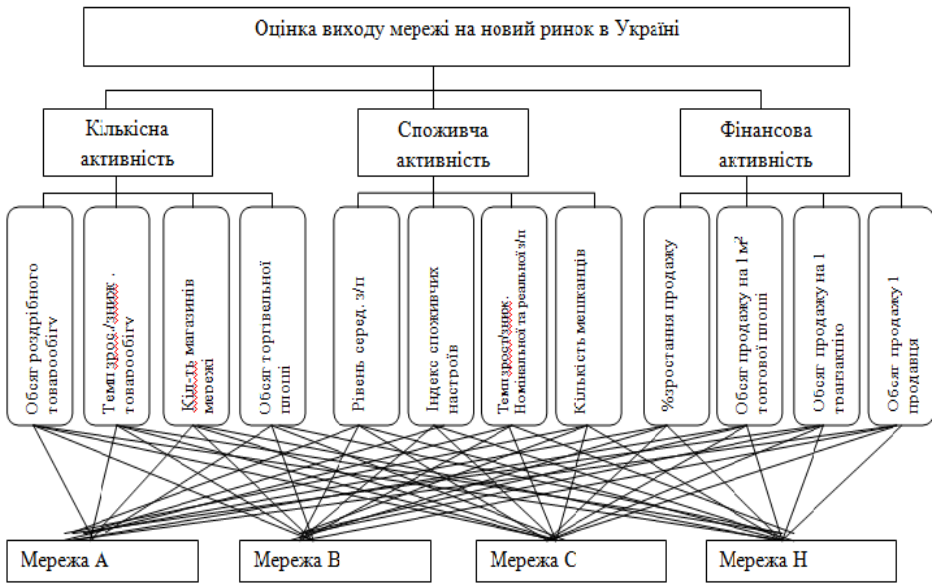 Оцінка виходу мережі на новий ринок в Україні
Кількісна
активність
Споживча
активність
Фінансова
активність
Обсяг роздрібного
товарообігу
Темп зрос./зниж .
товарообігу
Кіл-ть магазинів
мережі
Обсяг торгівельної
площі
Рівень серед. з/п
Індекс споживчих
настроїв
Темп зрост/зниж.
Номінальної та реальної з/п
Кількість мешканців
%зростання продажу
Обсяг продажу на 1 м²
торгової площі
Обсяг продажу на 1
транзакцію
Обсяг продажу 1
продавця
Мережа А
Мережа В
Мережа С
Мережа Н